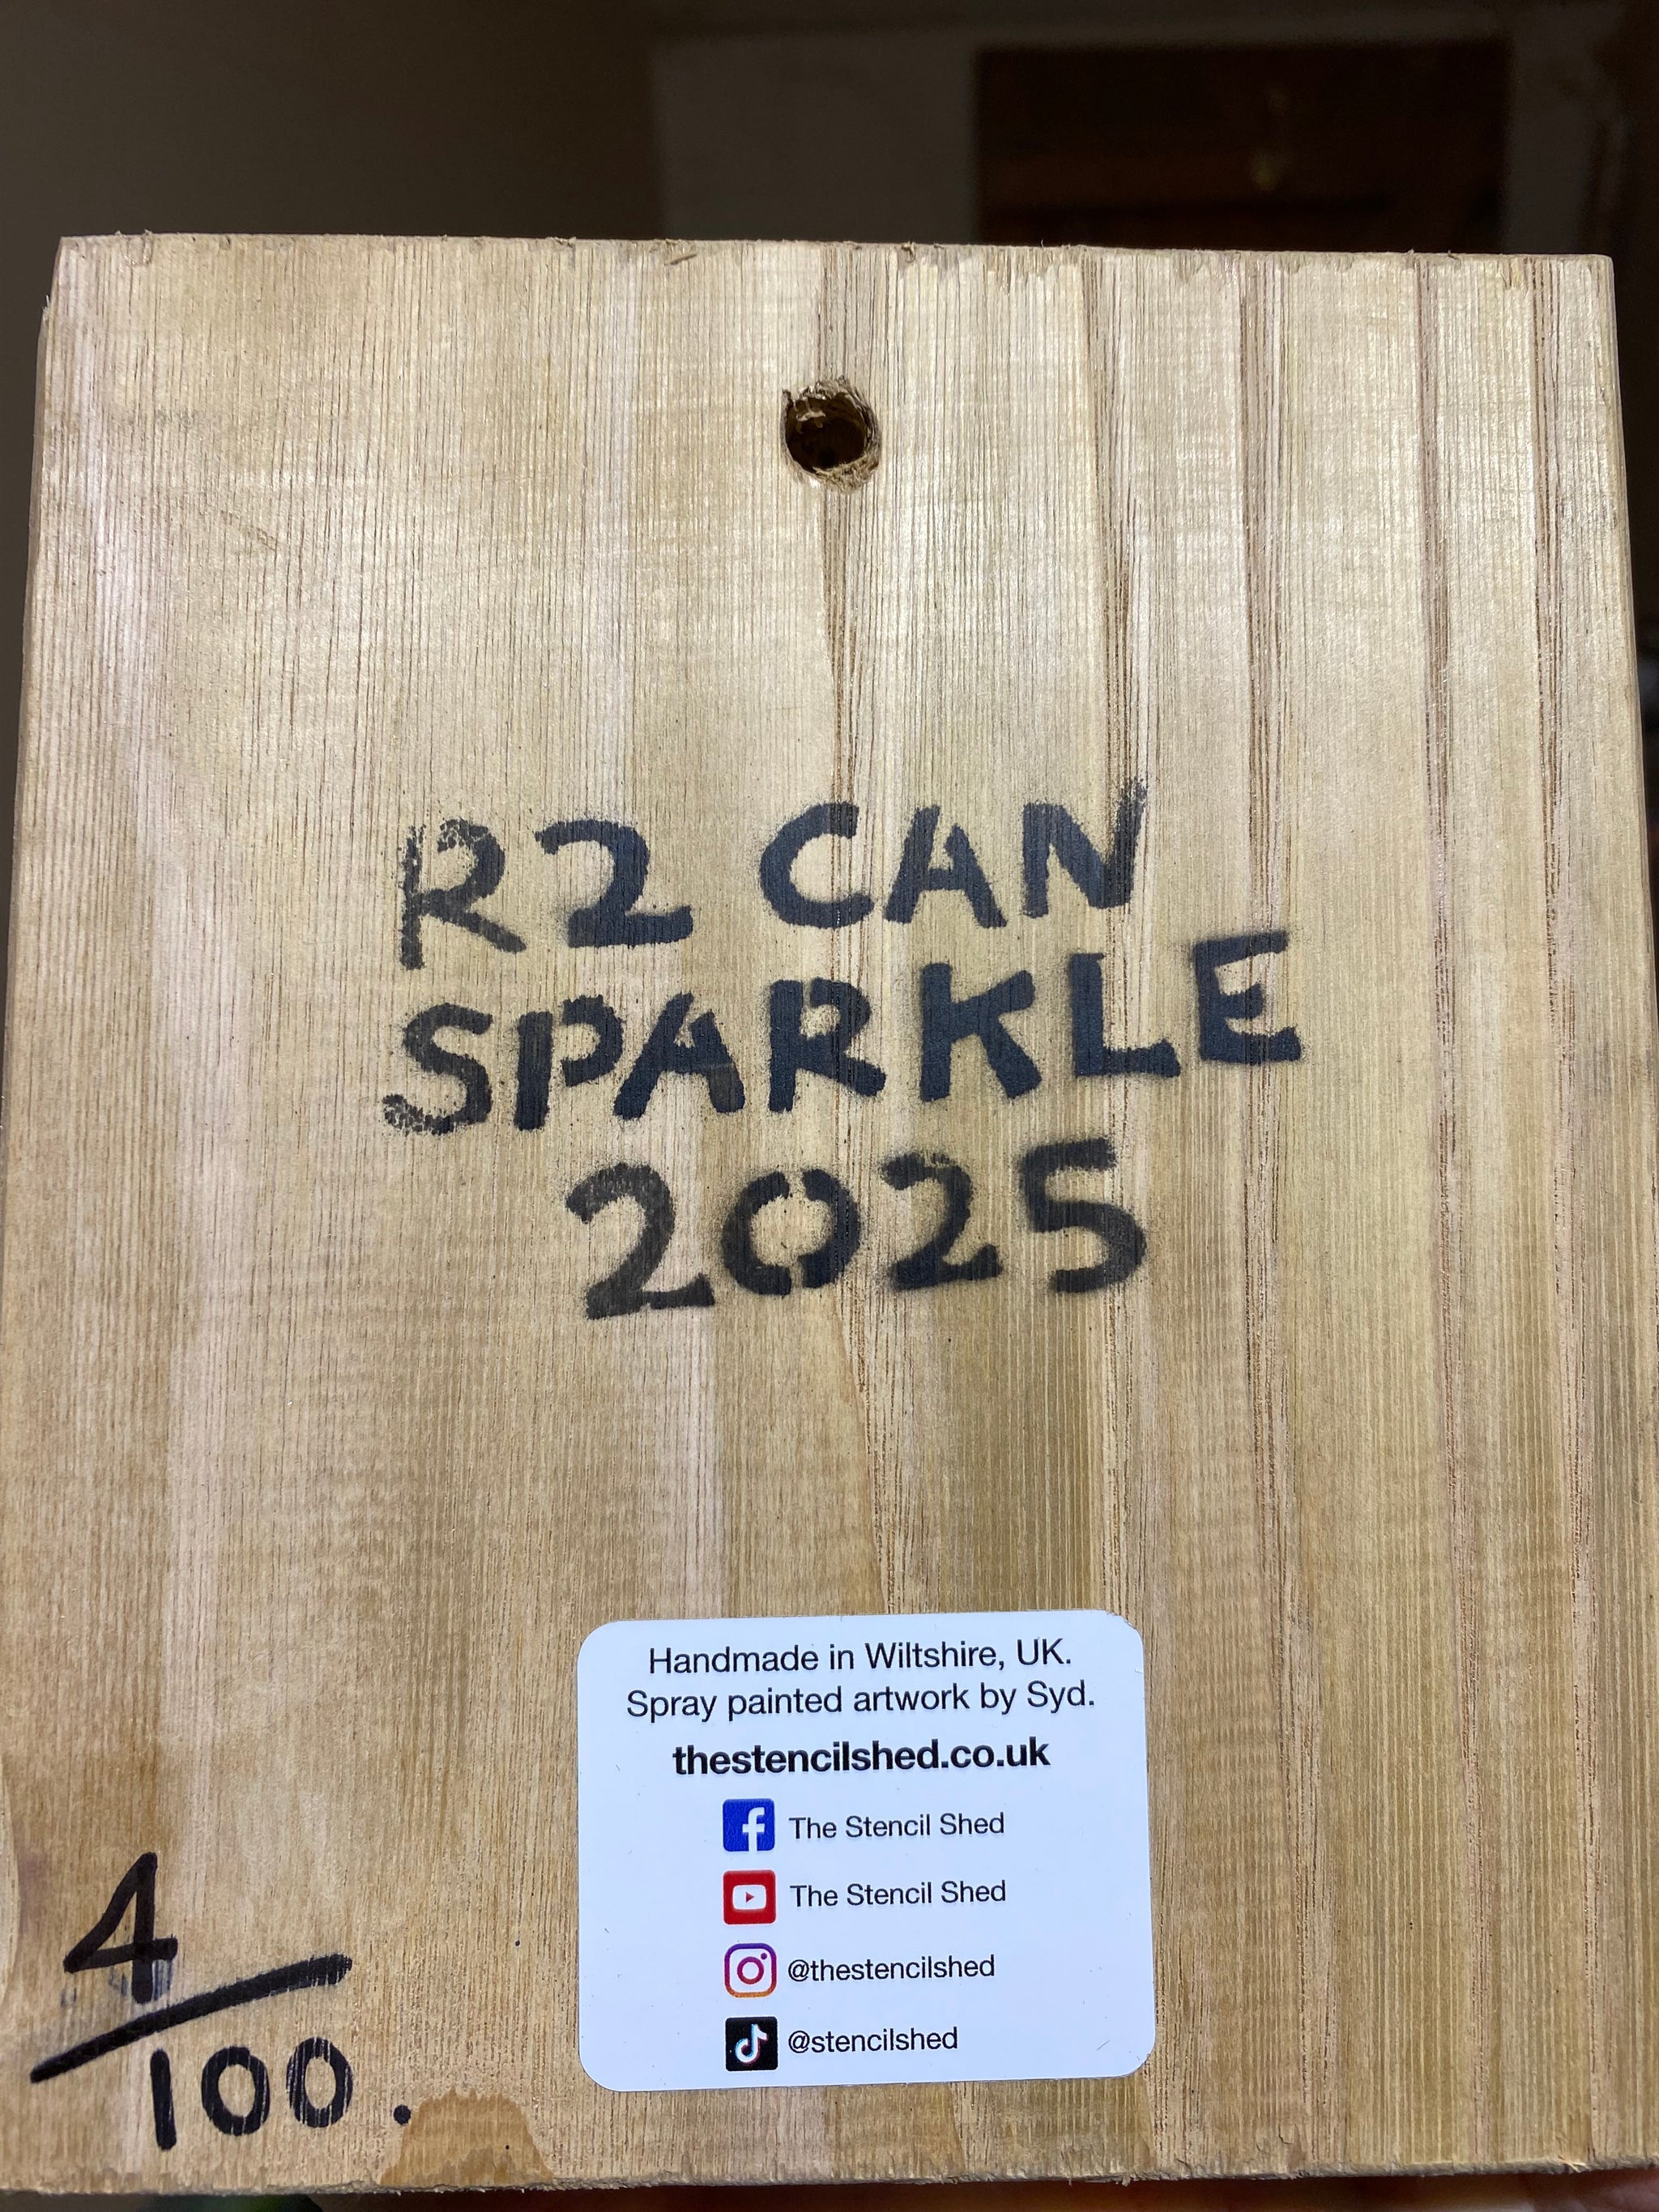 R2 CAN
SPARKLE
2025
Handmade in Wiltshire, UK.
Spray painted artwork by Syd.
thestencilshed.co.uk
The Stencil Shed
The Stencil Shed
@thestencilshed
@stencilshed
4
100.